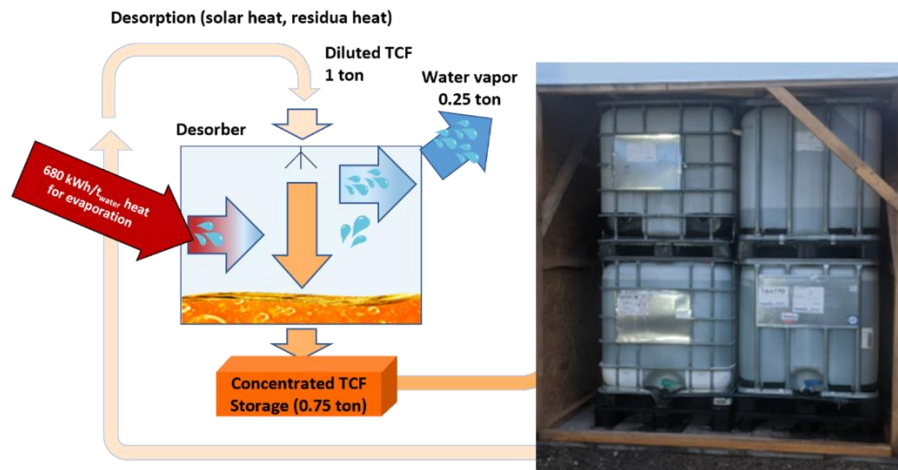 Desorption (solar heat, residua heat)
Diluted TCF
1 ton
Water vapor
0.25 ton
Desorber
680 kWh/t_water heat
for evaporation
Concentrated TCF
Storage (0.75 ton)